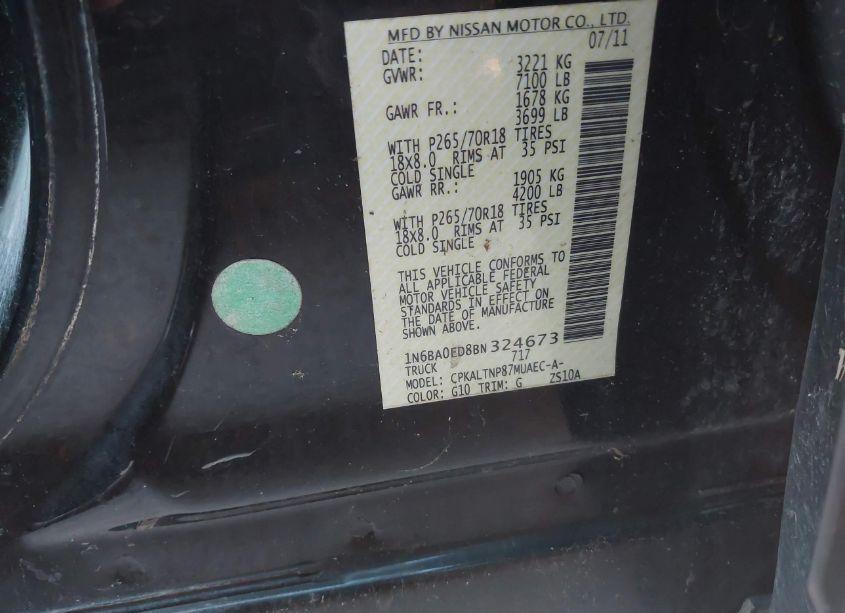 MFD BY NISSAN MOTOR CO., LTD.
DATE: 07/11
GVWR: 3221 KG
7100 LB
GAWR FR.: 1678 KG
3699 LB
WITH P265/70R18 TIRES
18X8.0 RIMS AT 35 PSI
COLD SINGLE
GAWR RR.: 1905 KG
4200 LB
WITH P265/70R18 TIRES
18X8.0 RIMS AT 35 PSI
COLD SINGLE
THIS VEHICLE CONFORMS TO
ALL APPLICABLE FEDERAL
MOTOR VEHICLE SAFETY
STANDARDS IN EFFECT ON
THE DATE OF MANUFACTURE
SHOWN ABOVE.
1N6BA0ED8BN324673
TRUCK 717
MODEL: CPKALTNP87MUAEC-A-
COLOR: G10 TRIM: G ZS10A